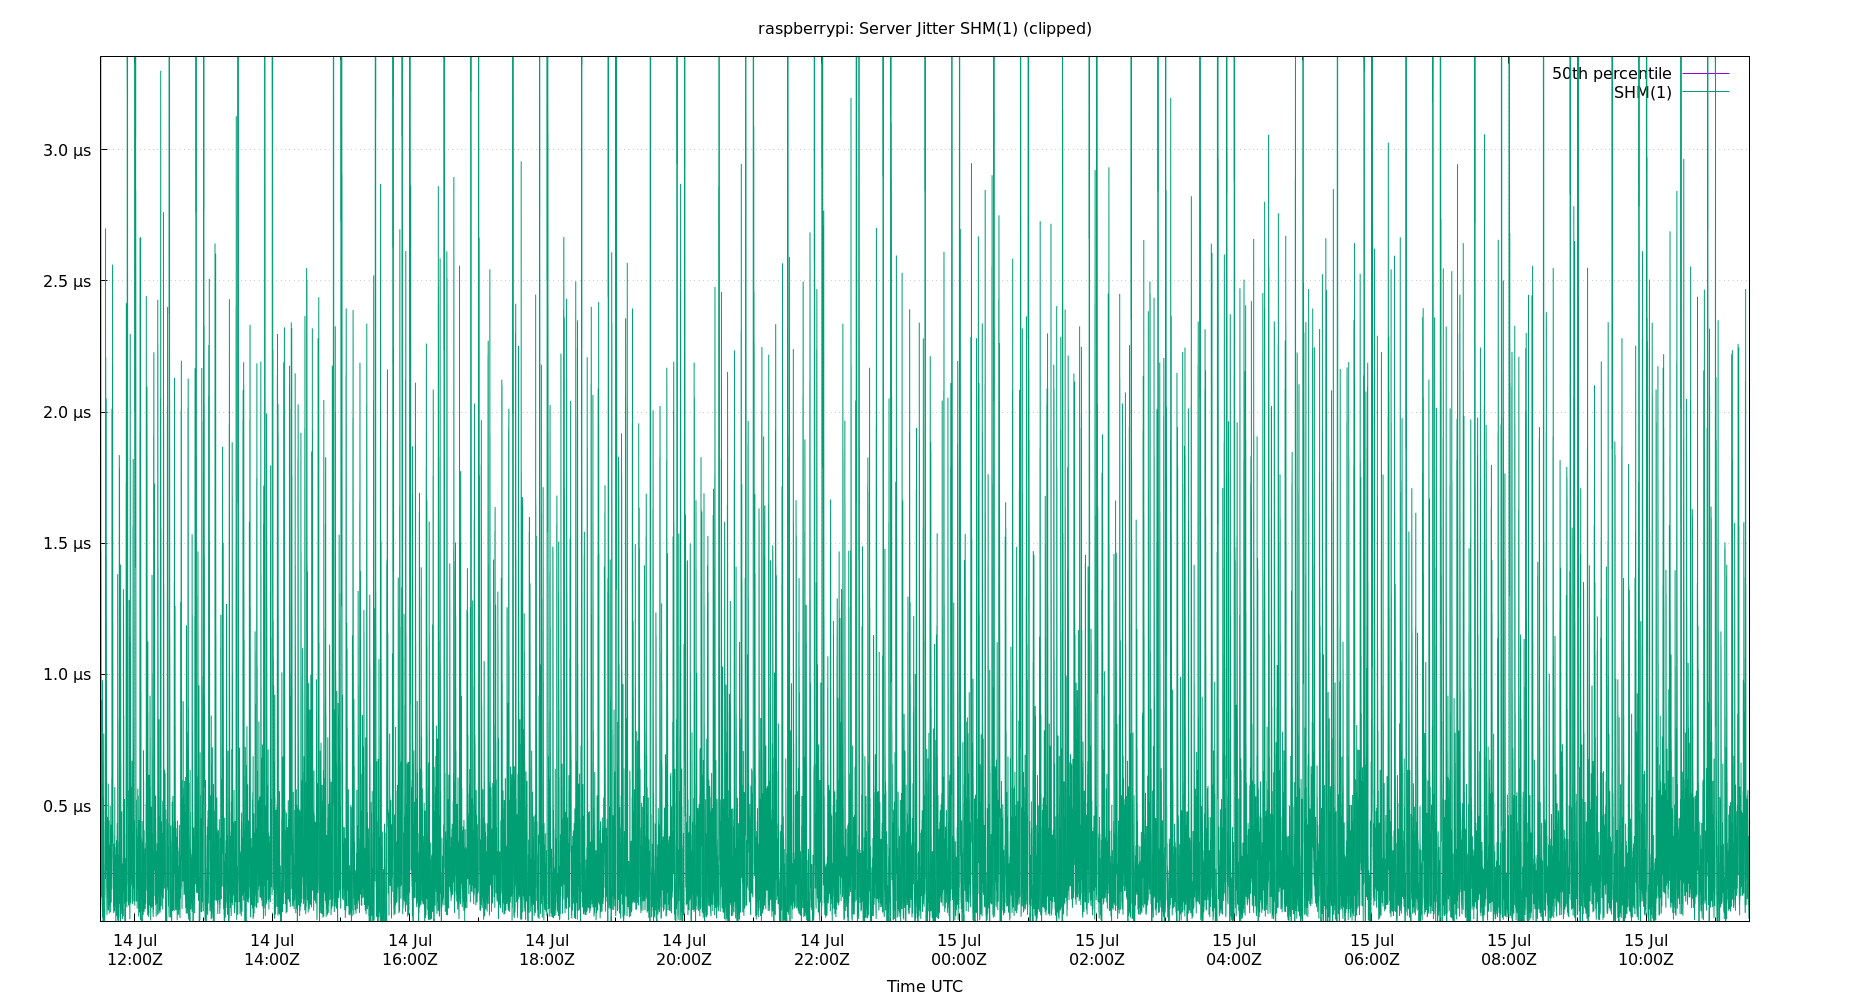 raspberrypi: Server Jitter SHM(1) (clipped)
50th percentile
SHM(1)
3.0 µs
2.5 µs
2.0 µs
1.5 µs
1.0 µs
0.5 µs
14 Jul 14 Jul 14 Jul 14 Jul 14 Jul 14 Jul 15 Jul 15 Jul 15 Jul 15 Jul 15 Jul 15 Jul
12:00Z 14:00Z 16:00Z 18:00Z 20:00Z 22:00Z 00:00Z 02:00Z 04:00Z 06:00Z 08:00Z 10:00Z
Time UTC